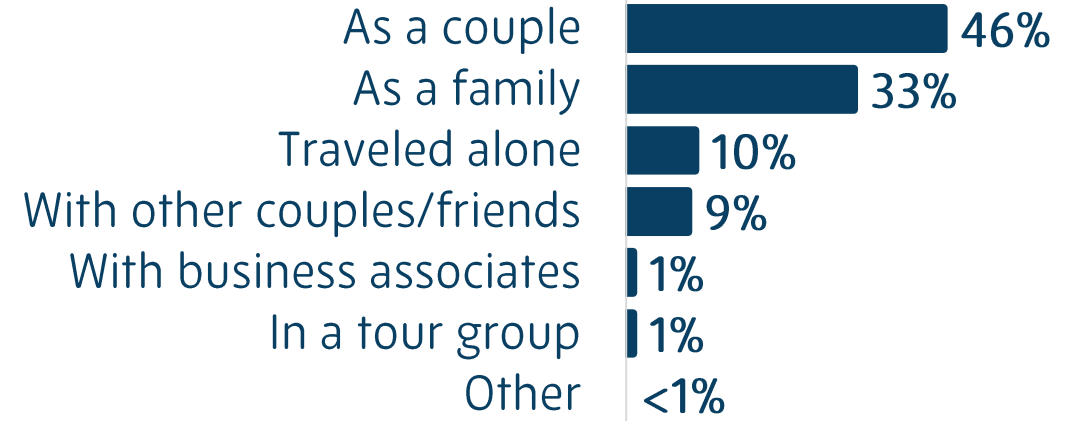 As a couple 46%
As a family 33%
Traveled alone 10%
With other couples/friends 9%
With business associates 1%
In a tour group 1%
Other <1%